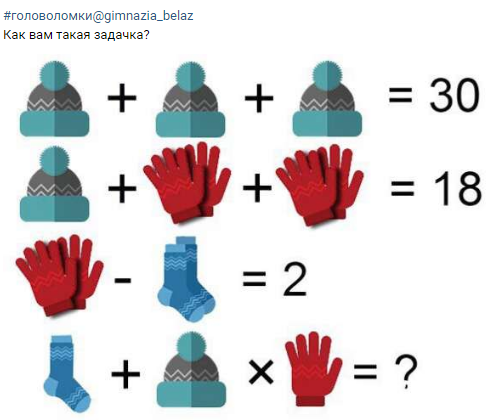 #головоломки@gimnazia_belaz
Как вам такая задачка?
+ + = 30
+ + = 18
- = 2
+ × = ?